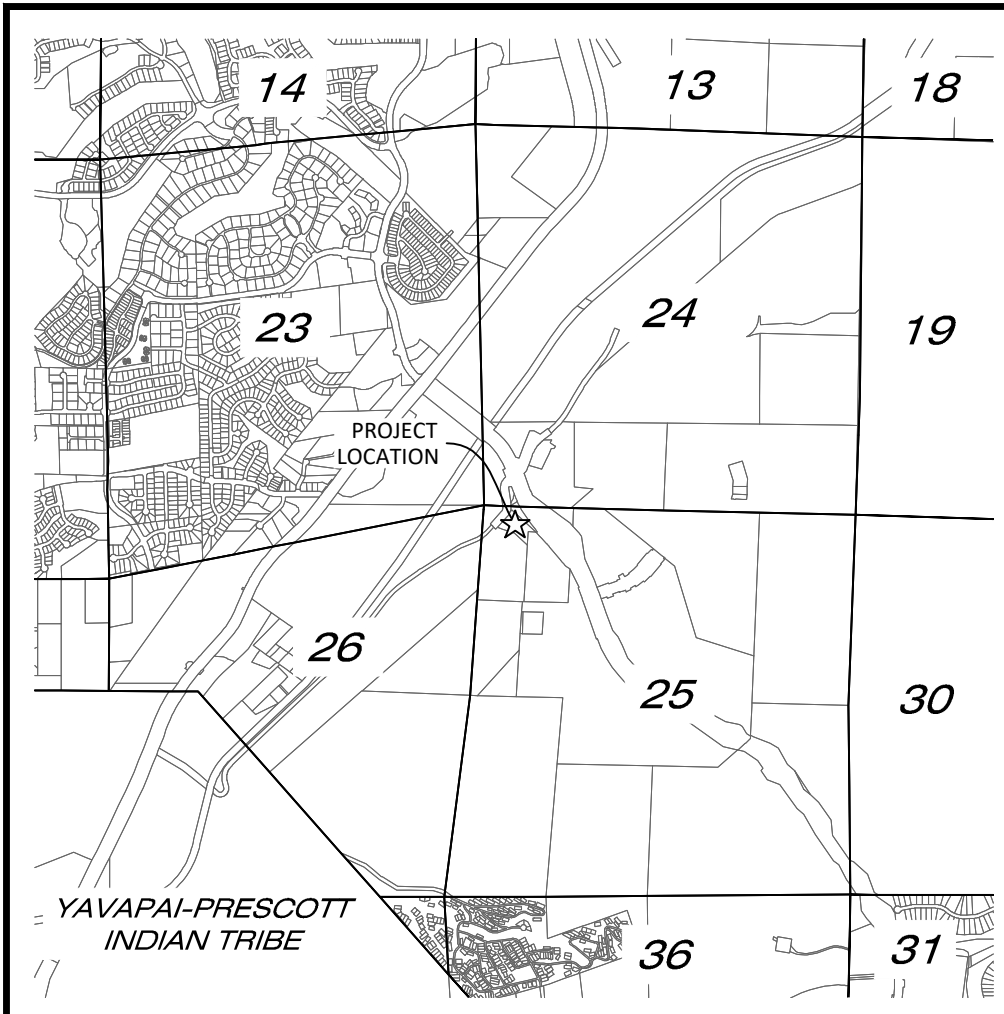 14
13
18
23
24
19
PROJECT
LOCATION
26
25
30
YAVAPAI-PRESCOTT
INDIAN TRIBE
36
31